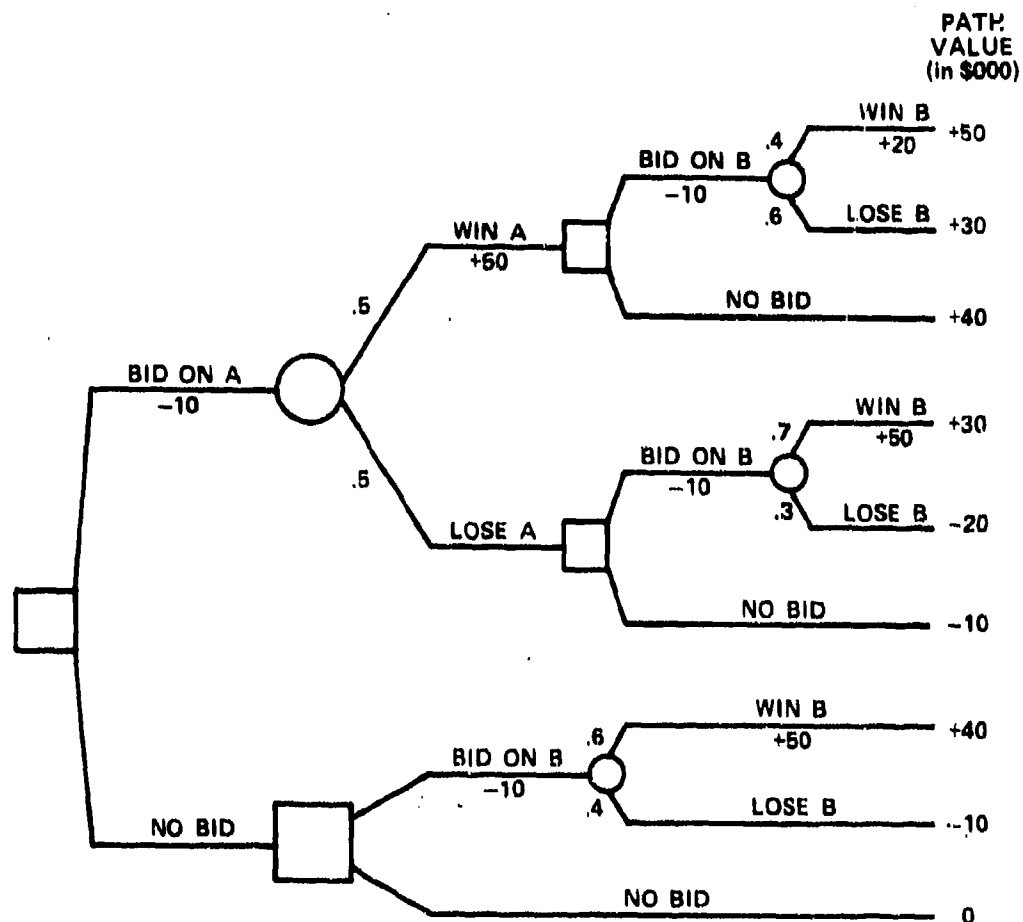 PATH
VALUE
(in $000)
WIN B
.4
+20
+50
BID ON B
-10
.6
LOSE B
+30
WIN A
+50
.5
NO BID
+40
BID ON A
-10
WIN B
.7
+50
+30
BID ON B
-10
.3
LOSE B
-20
.5
LOSE A
NO BID
-10
WIN B
.6
+50
+40
BID ON B
-10
.4
LOSE B
-10
NO BID
NO BID
0